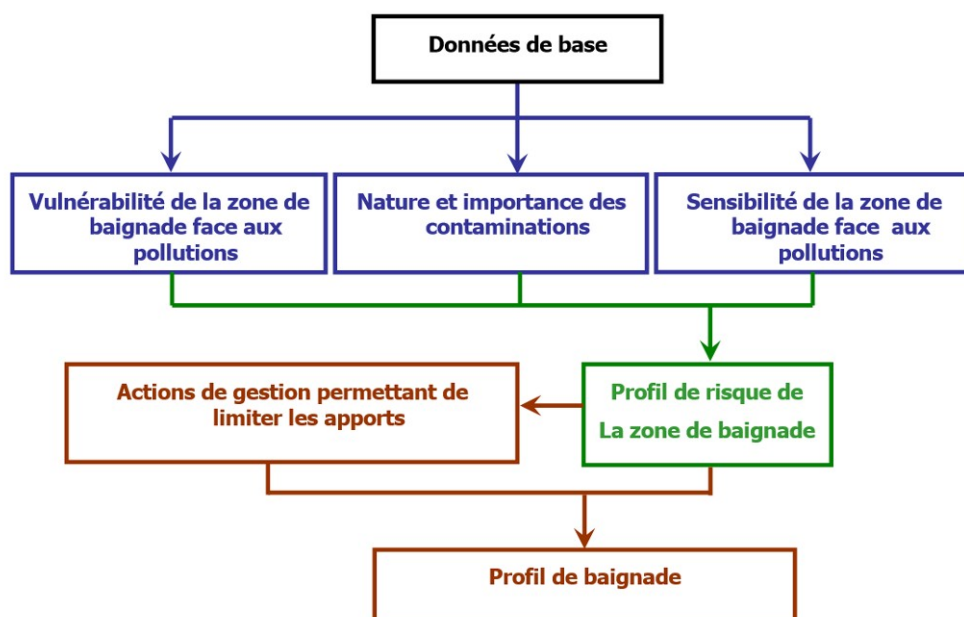 Données de base
Vulnérabilité de la zone de
baignade face aux
pollutions
Nature et importance des
contaminations
Sensibilité de la zone de
baignade face aux
pollutions
Actions de gestion permettant de
limiter les apports
Profil de risque de
La zone de baignade
Profil de baignade